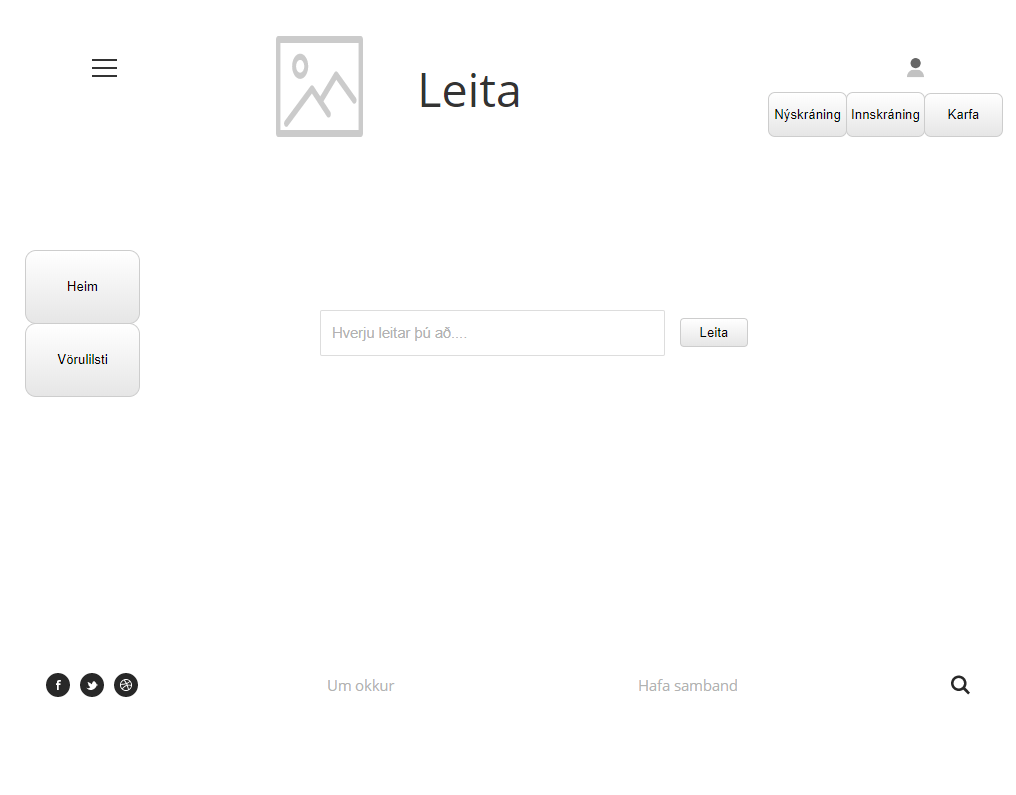 Leita
Nýskráning
Innskráning
Karfa
Heim
Vörulilsti
Hverju leitar þú að....
Leita
Um okkur
Hafa samband